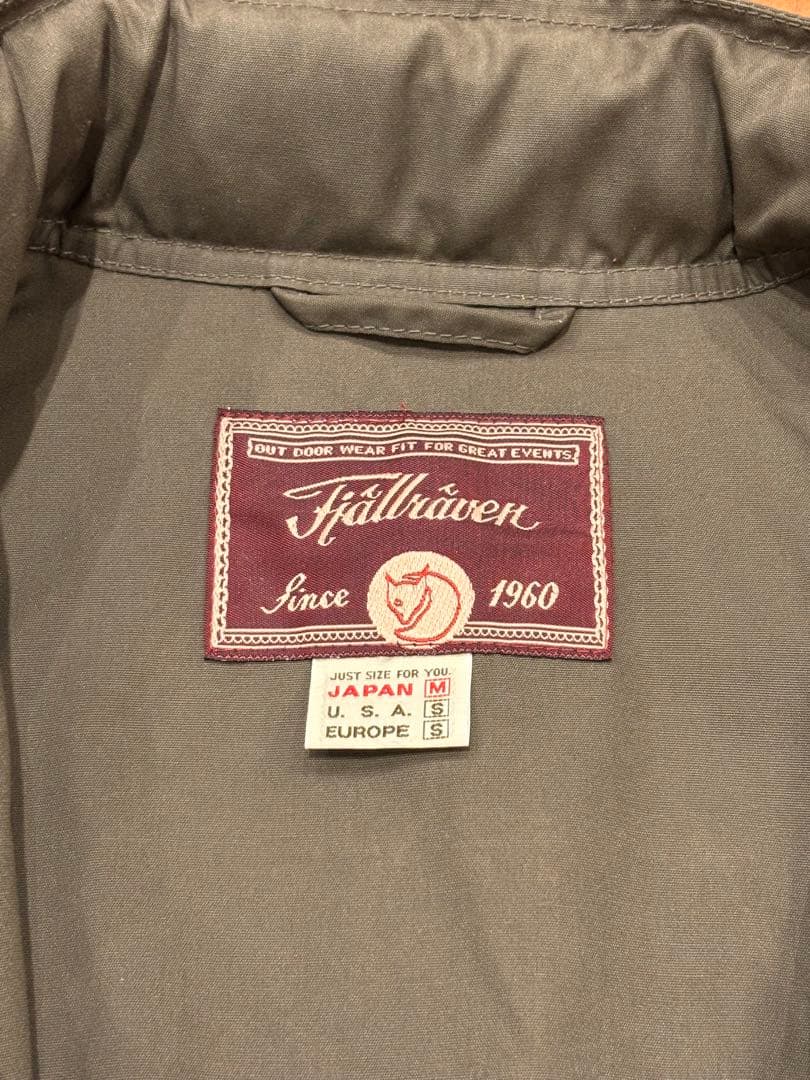 OUT DOOR WEAR FIT FOR GREAT EVENTS.
Fjällräven
Since 1960
JUST SIZE FOR YOU.
JAPAN M
U. S. A. S
EUROPE S